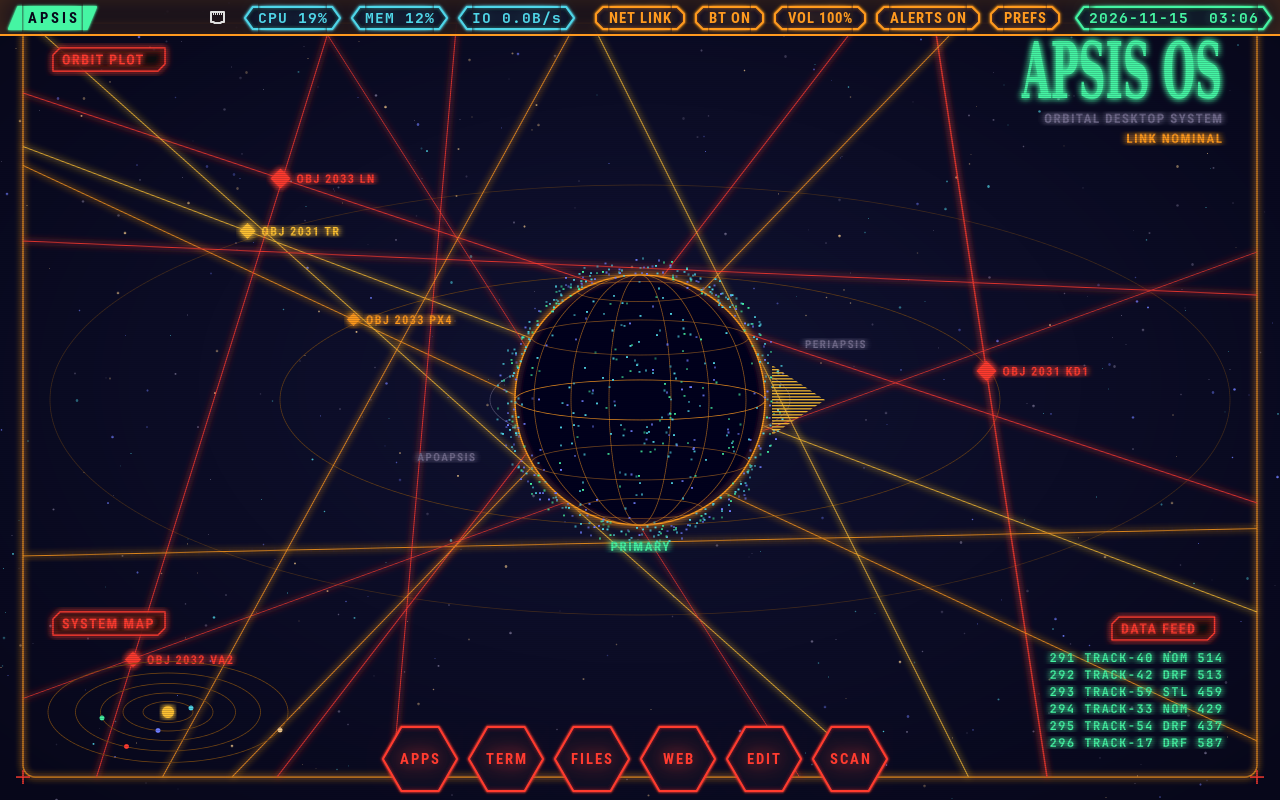 APSIS
CPU 19%
MEM 12%
IO 0.0B/s
NET LINK
BT ON
VOL 100%
ALERTS ON
PREFS
2026-11-15 03:06
ORBIT PLOT
APSIS OS
ORBITAL DESKTOP SYSTEM
LINK NOMINAL
OBJ 2033 LN
OBJ 2031 TR
OBJ 2033 PX4
PERIAPSIS
OBJ 2031 KD1
APOAPSIS
PRIMARY
SYSTEM MAP
OBJ 2032 VA2
DATA FEED
291 TRACK-40 NOM 514
292 TRACK-42 DRF 513
293 TRACK-59 STL 459
294 TRACK-33 NOM 429
295 TRACK-54 DRF 437
296 TRACK-17 DRF 587
APPS
TERM
FILES
WEB
EDIT
SCAN